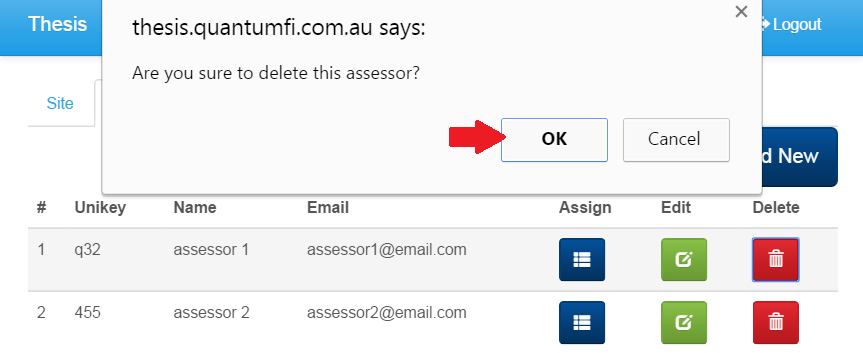 Thesis
thesis.quantumfi.com.au says:
Logout
Are you sure to delete this assessor?
Site
OK
Cancel
d New
# Unikey Name Email Assign Edit Delete
1 q32 assessor 1 assessor1@email.com
2 455 assessor 2 assessor2@email.com